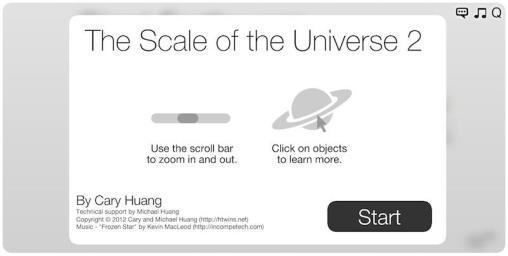 The Scale of the Universe 2
Use the scroll bar
to zoom in and out.
Click on objects
to learn more.
By Cary Huang
Technical support by Michael Huang
Copyright © 2012 Cary and Michael Huang (http://htwins.net)
Music - "Frozen Star" by Kevin MacLeod (http://incompetech.com)
Start